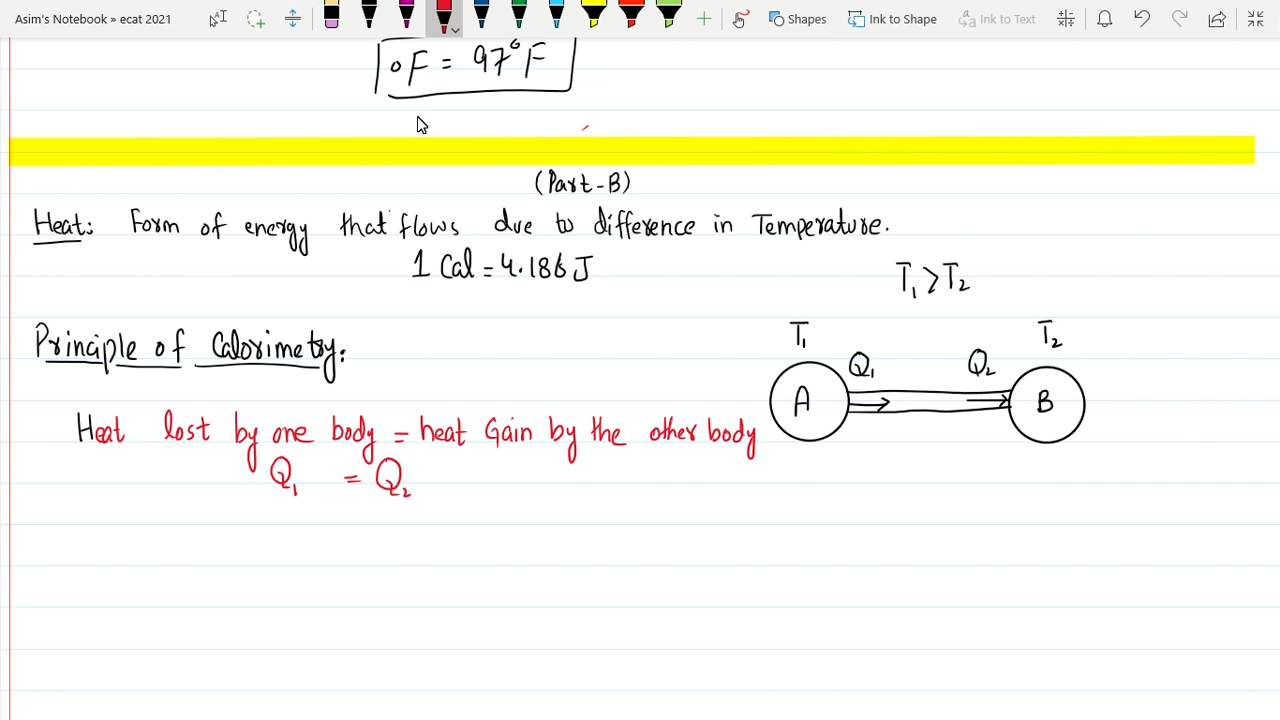 Asim's Notebook » ecat 2021
Shapes
Ink to Shape
Ink to Text
°F = 97°F
(Part-B)
Heat: Form of energy that flows due to difference in Temperature.
1 Cal = 4.186 J
T₁ > T₂
Principle of Calorimetry:
T₁ T₂
Q₁ Q₂
A B
Heat lost by one body = heat Gain by the other body
Q₁ = Q₂